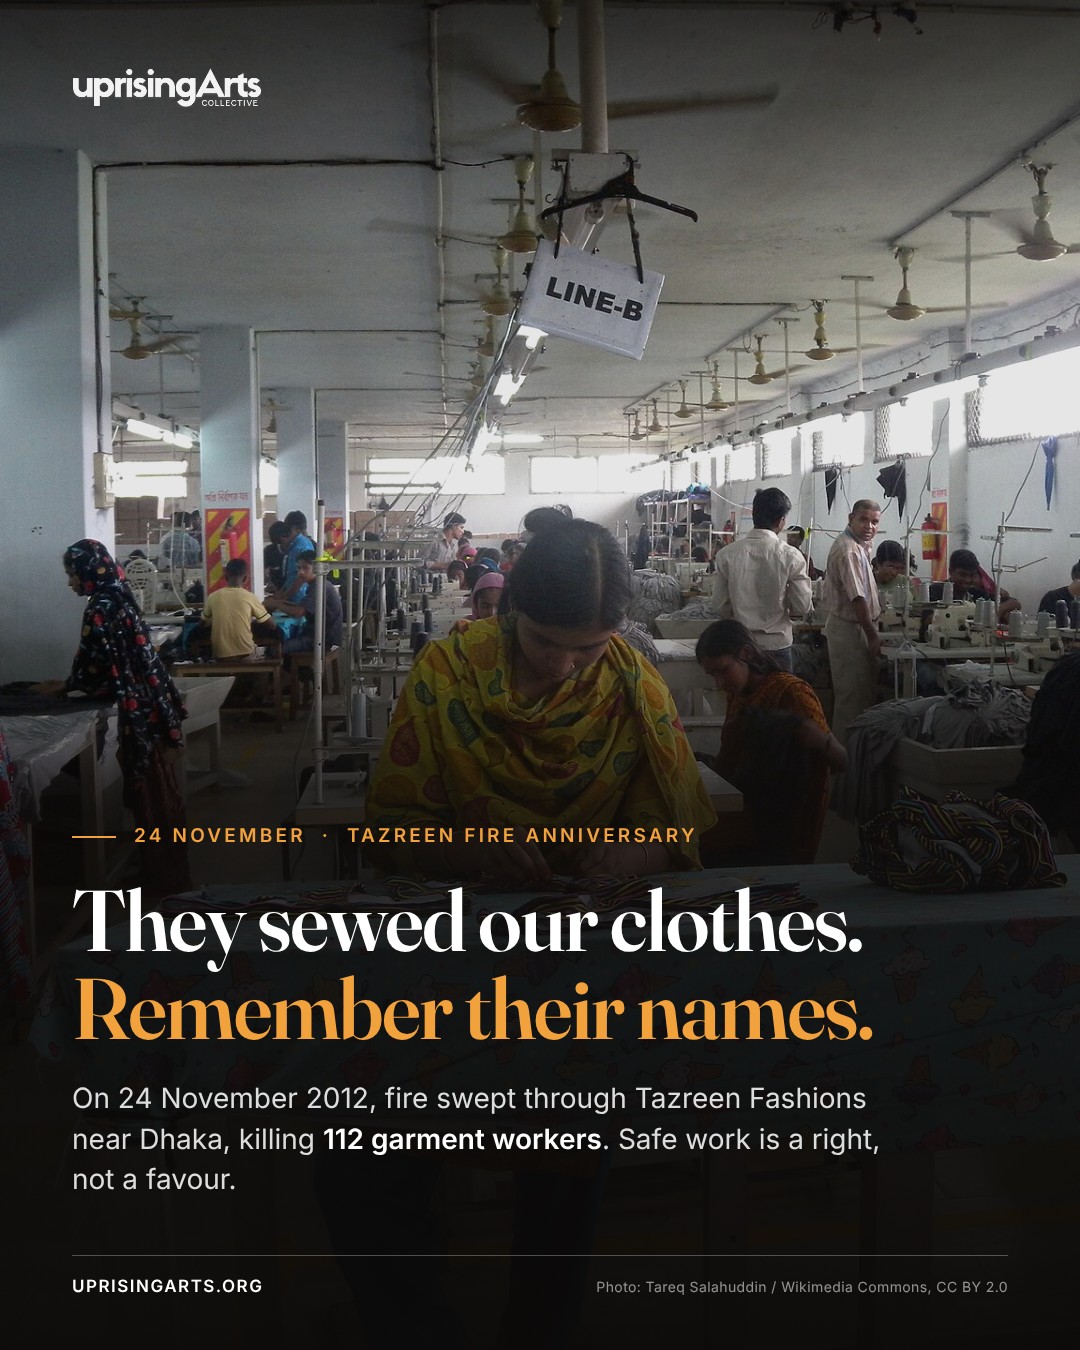 uprisingArts
COLLECTIVE
LINE-B
24 NOVEMBER · TAZREEN FIRE ANNIVERSARY
They sewed our clothes.
Remember their names.
On 24 November 2012, fire swept through Tazreen Fashions
near Dhaka, killing 112 garment workers. Safe work is a right,
not a favour.
UPRISINGARTS.ORG
Photo: Tareq Salahuddin / Wikimedia Commons, CC BY 2.0